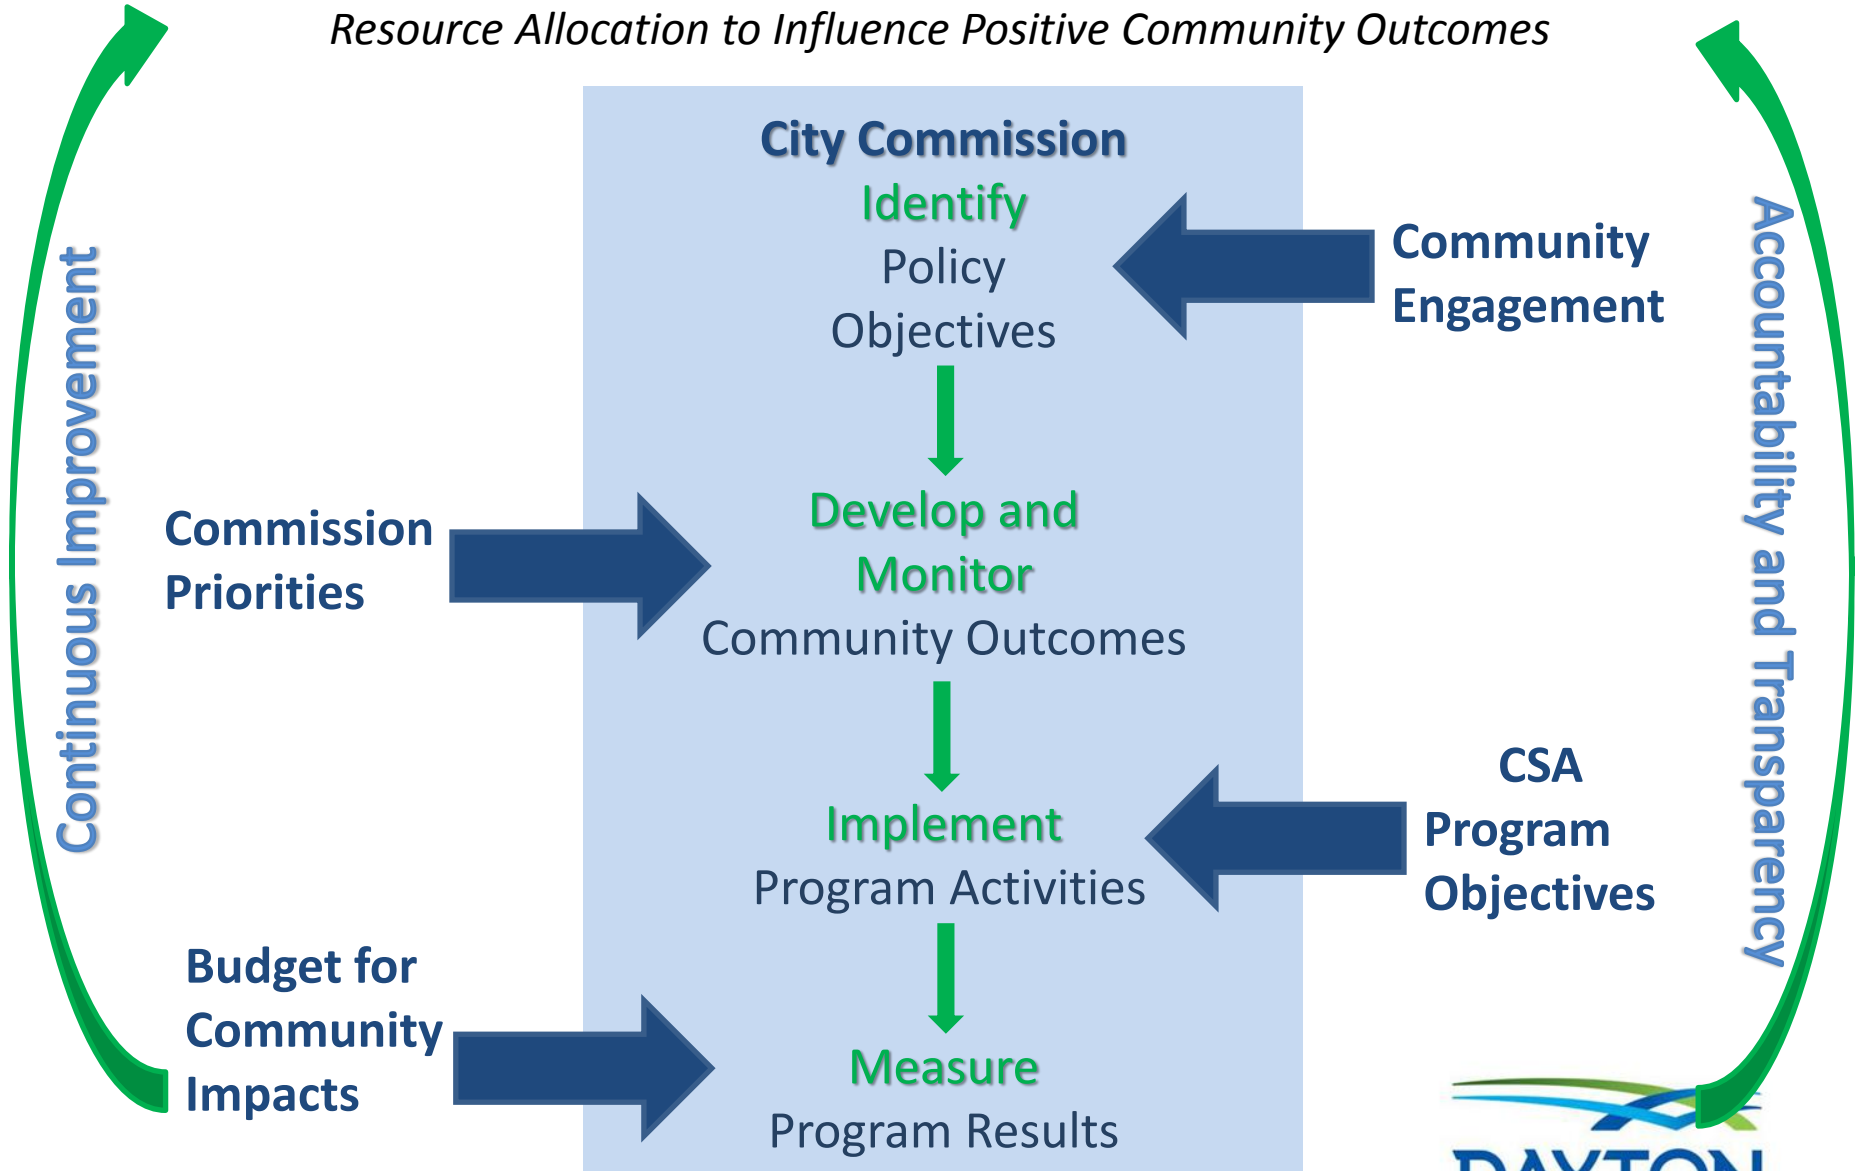 Resource Allocation to Influence Positive Community Outcomes
City Commission
Identify
Policy
Objectives
Community
Engagement
Continuous Improvement
Accountability and Transparency
Commission
Priorities
Develop and
Monitor
Community Outcomes
CSA
Program
Objectives
Implement
Program Activities
Budget for
Community
Impacts
Measure
Program Results
DAYTON